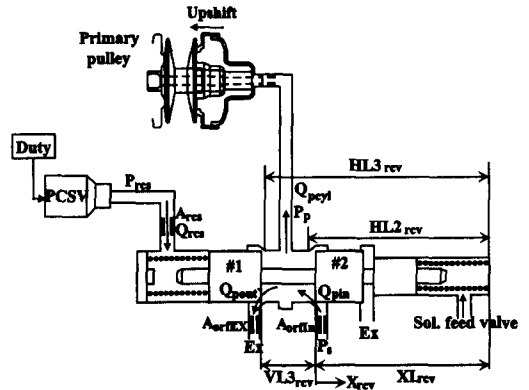 Upshift
Primary
pulley
Duty
PCSV
Pres
HL3rev
Qpcyl
Pp
Ares
Qres
HL2rev
#1
#2
Qpout
Qpin
AorfEX
AorfIn
Ex
Ps
Ex
Sol. feed valve
VL3rev
Xrev
XLrev